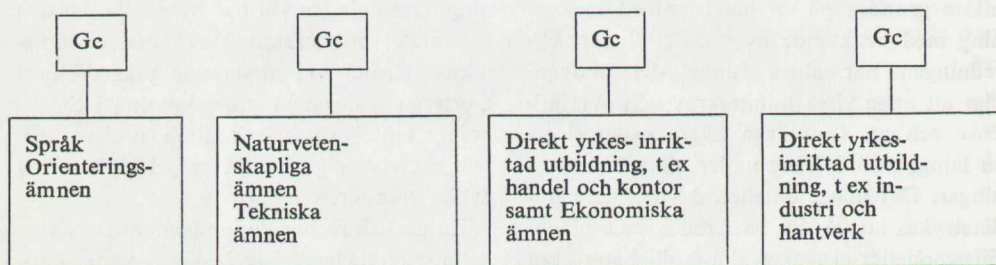 Gc
Gc
Gc
Gc
Språk
Orienterings-
ämnen
Naturveten-
skapliga
ämnen
Tekniska
ämnen
Direkt yrkes- inrik-
tad utbildning,
handel och kontor
samt Ekonomiska
ämnen
Direkt yrkes-
inriktad utbild-
ning, t ex in-
dustri och
hantverk